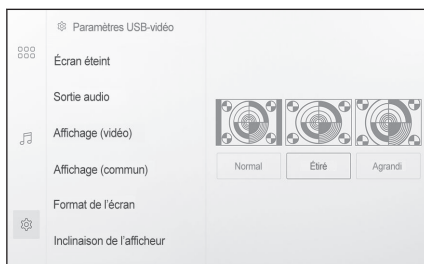 Paramètres USB-vidéo
Écran éteint
Sortie audio
Affichage (vidéo)
Affichage (commun)
Format de l'écran
Inclinaison de l'afficheur
Normal
Étiré
Agrandi